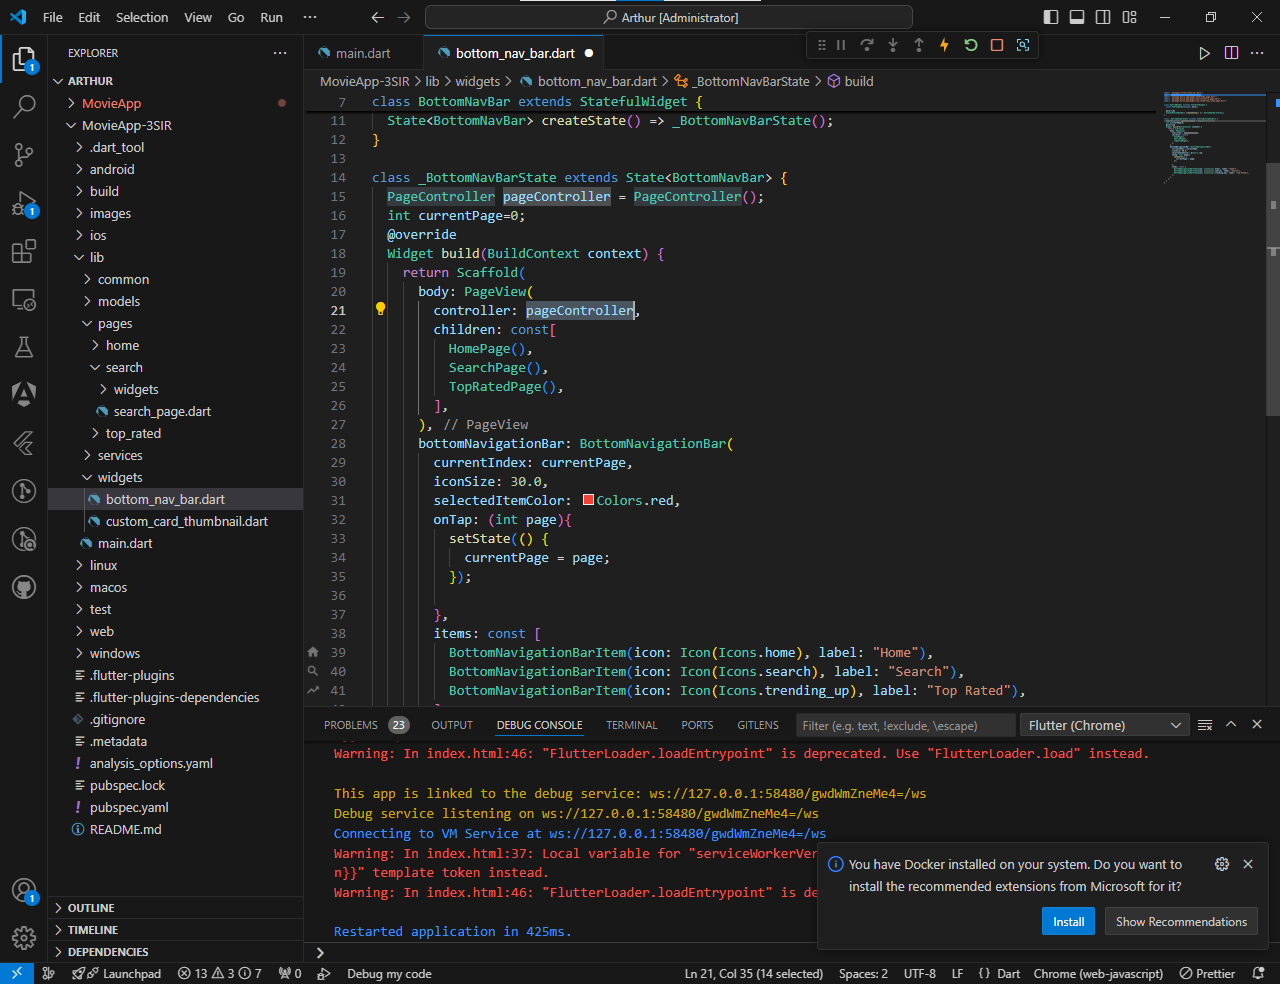 File Edit Selection View Go Run ··· Arthur [Administrator]
EXPLORER
ARTHUR
MovieApp
MovieApp-3SIR
.dart_tool
android
build
images
ios
lib
common
models
pages
home
search
widgets
search_page.dart
top_rated
services
widgets
bottom_nav_bar.dart
custom_card_thumbnail.dart
main.dart
linux
macos
test
web
windows
.flutter-plugins
.flutter-plugins-dependencies
.gitignore
.metadata
analysis_options.yaml
pubspec.lock
pubspec.yaml
README.md
OUTLINE
TIMELINE
DEPENDENCIES
1
1
1
main.dart bottom_nav_bar.dart
MovieApp-3SIR > lib > widgets > bottom_nav_bar.dart > _BottomNavBarState > build
7 class BottomNavBar extends StatefulWidget {
11 State<BottomNavBar> createState() => _BottomNavBarState();
12 }
13
14 class _BottomNavBarState extends State<BottomNavBar> {
15 PageController pageController = PageController();
16 int currentPage=0;
17 @override
18 Widget build(BuildContext context) {
19 return Scaffold(
20 body: PageView(
21 controller: pageController,
22 children: const[
23 HomePage(),
24 SearchPage(),
25 TopRatedPage(),
26 ],
27 ), // PageView
28 bottomNavigationBar: BottomNavigationBar(
29 currentIndex: currentPage,
30 iconSize: 30.0,
31 selectedItemColor: Colors.red,
32 onTap: (int page){
33 setState(() {
34 currentPage = page;
35 });
36
37 },
38 items: const [
39 BottomNavigationBarItem(icon: Icon(Icons.home), label: "Home"),
40 BottomNavigationBarItem(icon: Icon(Icons.search), label: "Search"),
41 BottomNavigationBarItem(icon: Icon(Icons.trending_up), label: "Top Rated"),
PROBLEMS 23 OUTPUT DEBUG CONSOLE TERMINAL PORTS GITLENS Filter (e.g. text, !exclude, \escape) Flutter (Chrome)
Warning: In index.html:46: "FlutterLoader.loadEntrypoint" is deprecated. Use "FlutterLoader.load" instead.
This app is linked to the debug service: ws://127.0.0.1:58480/gwdWmZneMe4=/ws
Debug service listening on ws://127.0.0.1:58480/gwdWmZneMe4=/ws
Connecting to VM Service at ws://127.0.0.1:58480/gwdWmZneMe4=/ws
Warning: In index.html:37: Local variable for "serviceWorkerVer
n}}" template token instead.
Warning: In index.html:46: "FlutterLoader.loadEntrypoint" is de
Restarted application in 425ms.
You have Docker installed on your system. Do you want to
install the recommended extensions from Microsoft for it?
Install Show Recommendations
Launchpad 13 3 7 0 Debug my code Ln 21, Col 35 (14 selected) Spaces: 2 UTF-8 LF {} Dart Chrome (web-javascript) Prettier